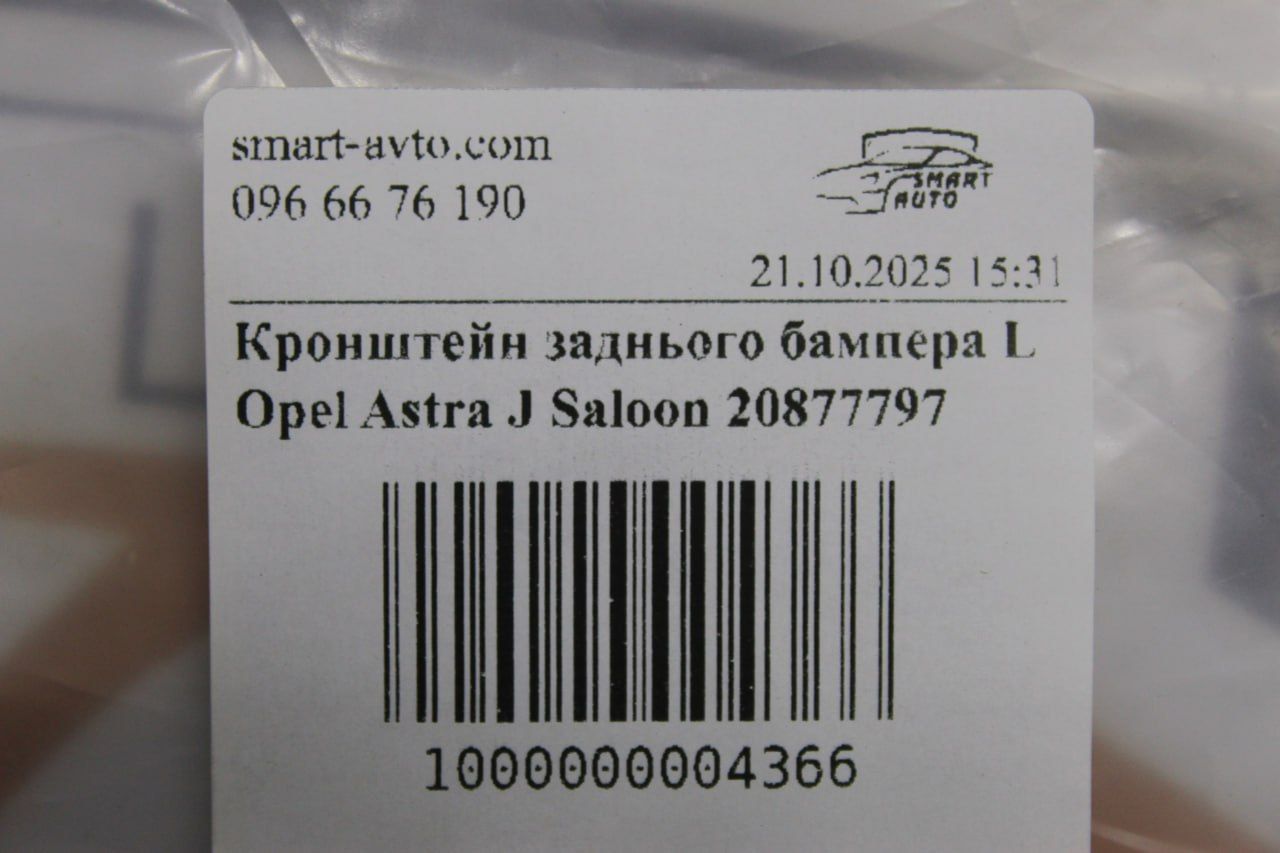 smart-avto.com
096 66 76 190
SMART
AUTO
21.10.2025 15:31
Кронштейн заднього бампера L
Opel Astra J Saloon 20877797
1000000004366